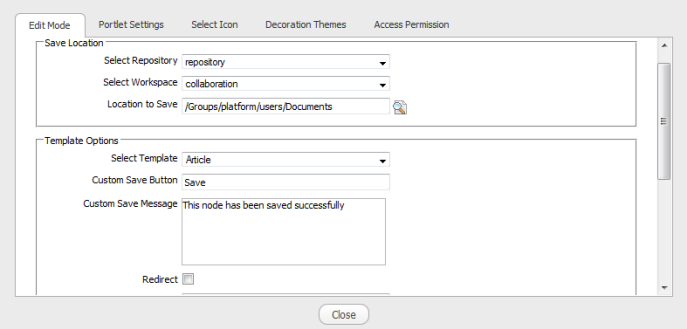 Edit Mode Portlet Settings Select Icon Decoration Themes Access Permission
Save Location
Select Repository repository
Select Workspace collaboration
Location to Save /Groups/platform/users/Documents
Template Options
Select Template Article
Custom Save Button Save
Custom Save Message This node has been saved successfully
Redirect
Close